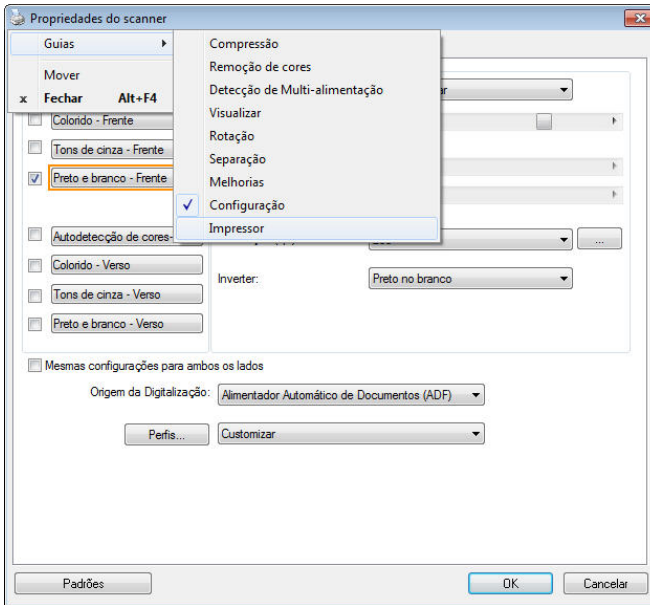 Propriedades do scanner
Guias
Mover
x Fechar Alt+F4
Compressão
Remoção de cores
Detecção de Multi-alimentação
Visualizar
Rotação
Separação
Melhorias
✓ Configuração
Impressor
Colorido - Frente
Tons de cinza - Frente
Preto e branco - Frente
Autodetecção de cores-
Colorido - Verso
Tons de cinza - Verso
Preto e branco - Verso
...
Inverter: Preto no branco
Mesmas configurações para ambos os lados
Origem da Digitalização: Alimentador Automático de Documentos (ADF)
Perfis... Customizar
Padrões OK Cancelar